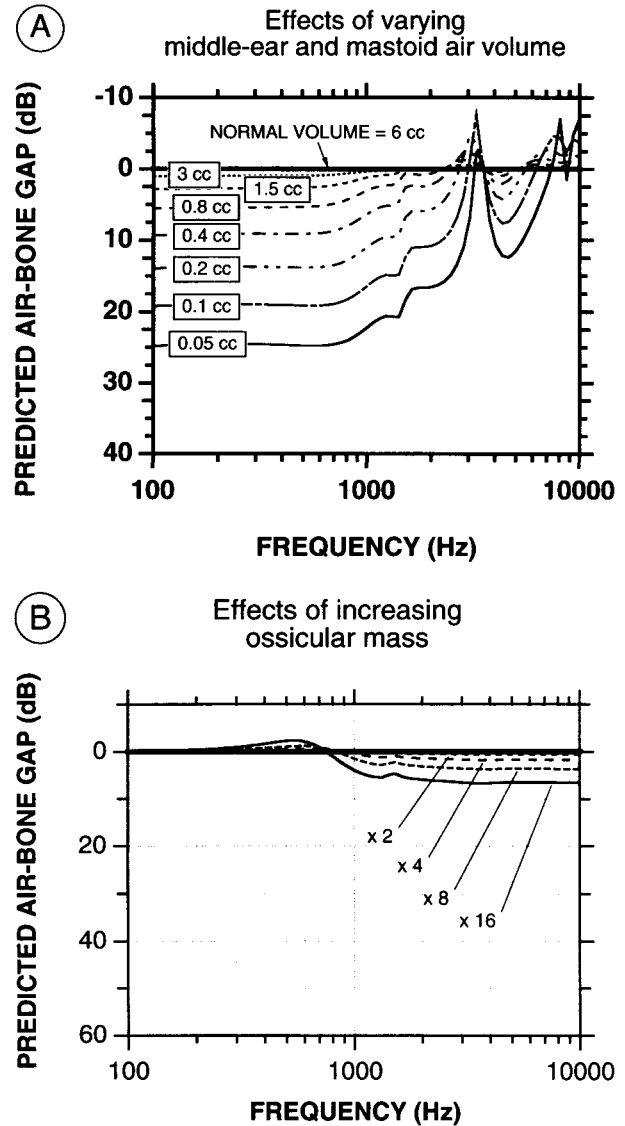 A
Effects of varying
middle-ear and mastoid air volume
PREDICTED AIR-BONE GAP (dB)
-10
0
10
20
30
40
NORMAL VOLUME = 6 cc
3 cc
1.5 cc
0.8 cc
0.4 cc
0.2 cc
0.1 cc
0.05 cc
100 1000 10000
FREQUENCY (Hz)
B
Effects of increasing
ossicular mass
PREDICTED AIR-BONE GAP (dB)
0
20
40
60
x 2
x 4
x 8
x 16
100 1000 10000
FREQUENCY (Hz)